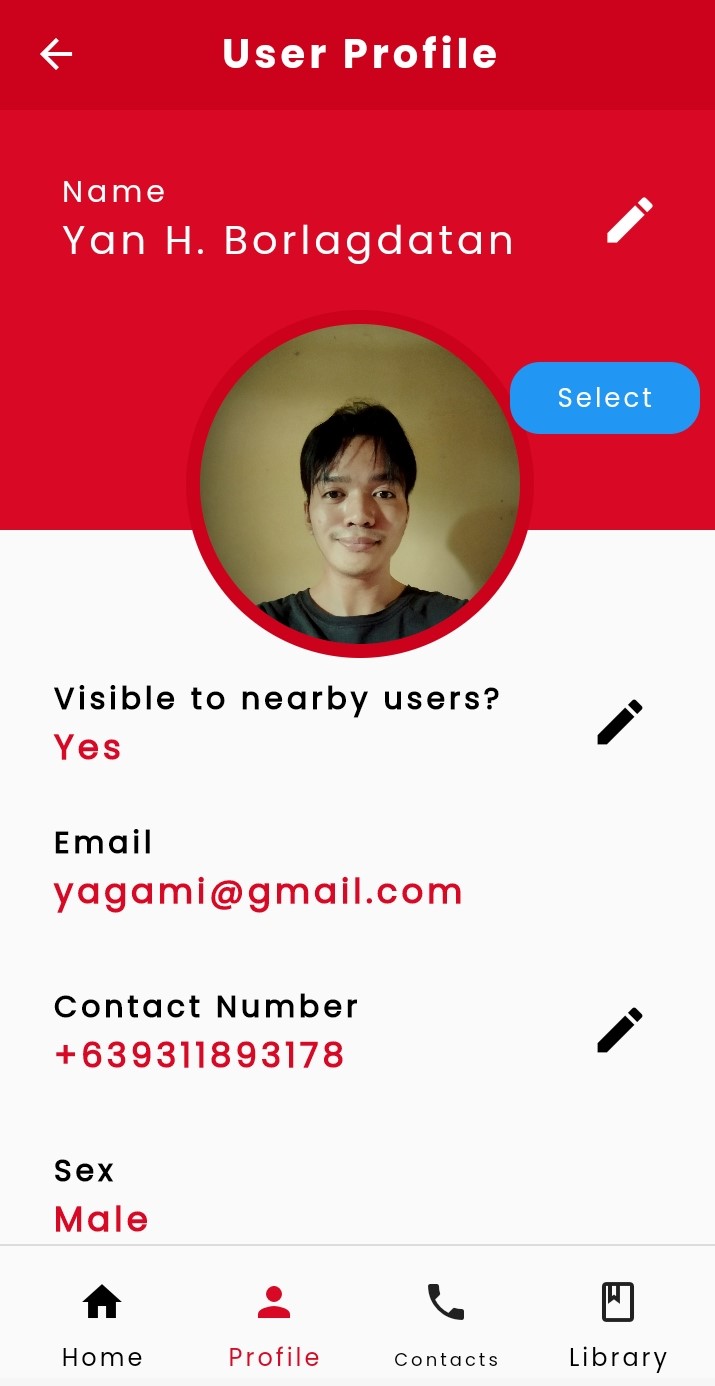 User Profile
Name
Yan H. Borlagdatan
Select
Visible to nearby users?
Yes
Email
yagami@gmail.com
Contact Number
+639311893178
Sex
Male
Home
Profile
Contacts
Library